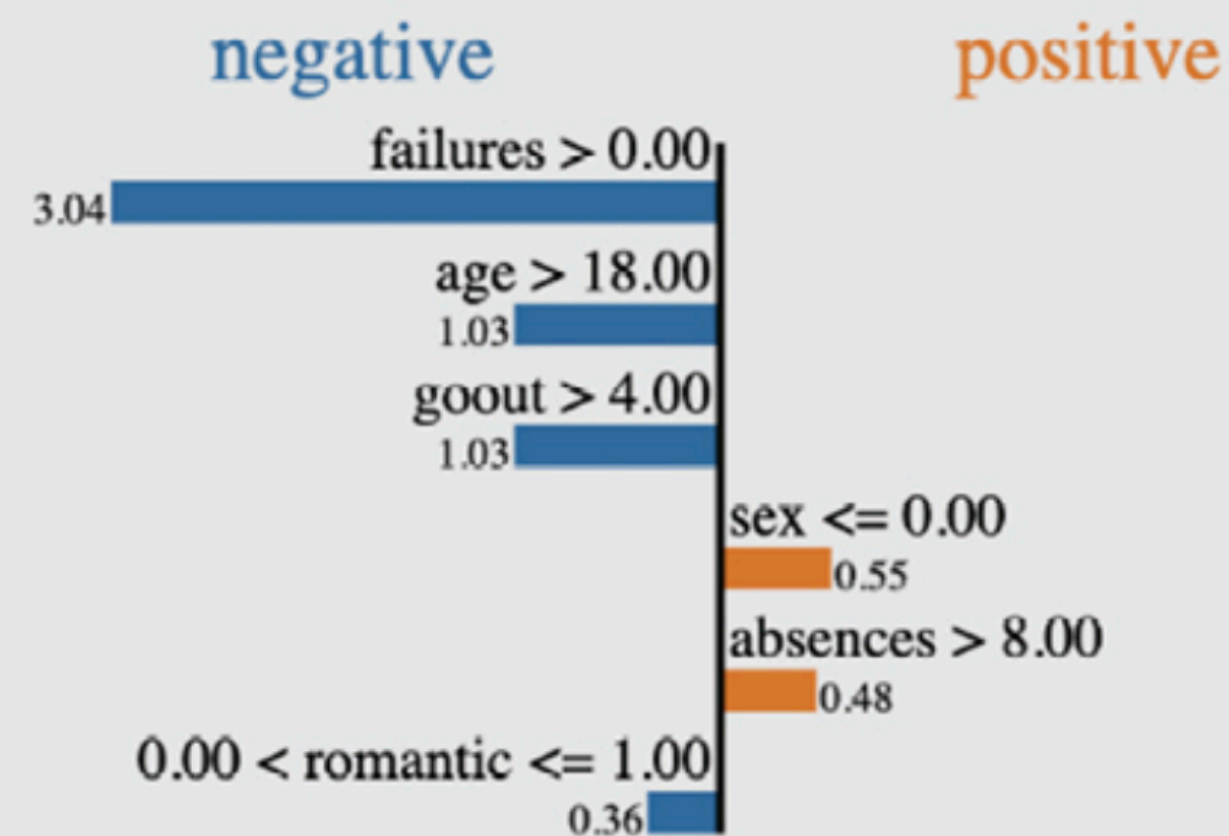 negative positive
failures > 0.00
3.04
age > 18.00
1.03
goout > 4.00
1.03
sex <= 0.00
0.55
absences > 8.00
0.48
0.00 < romantic <= 1.00
0.36